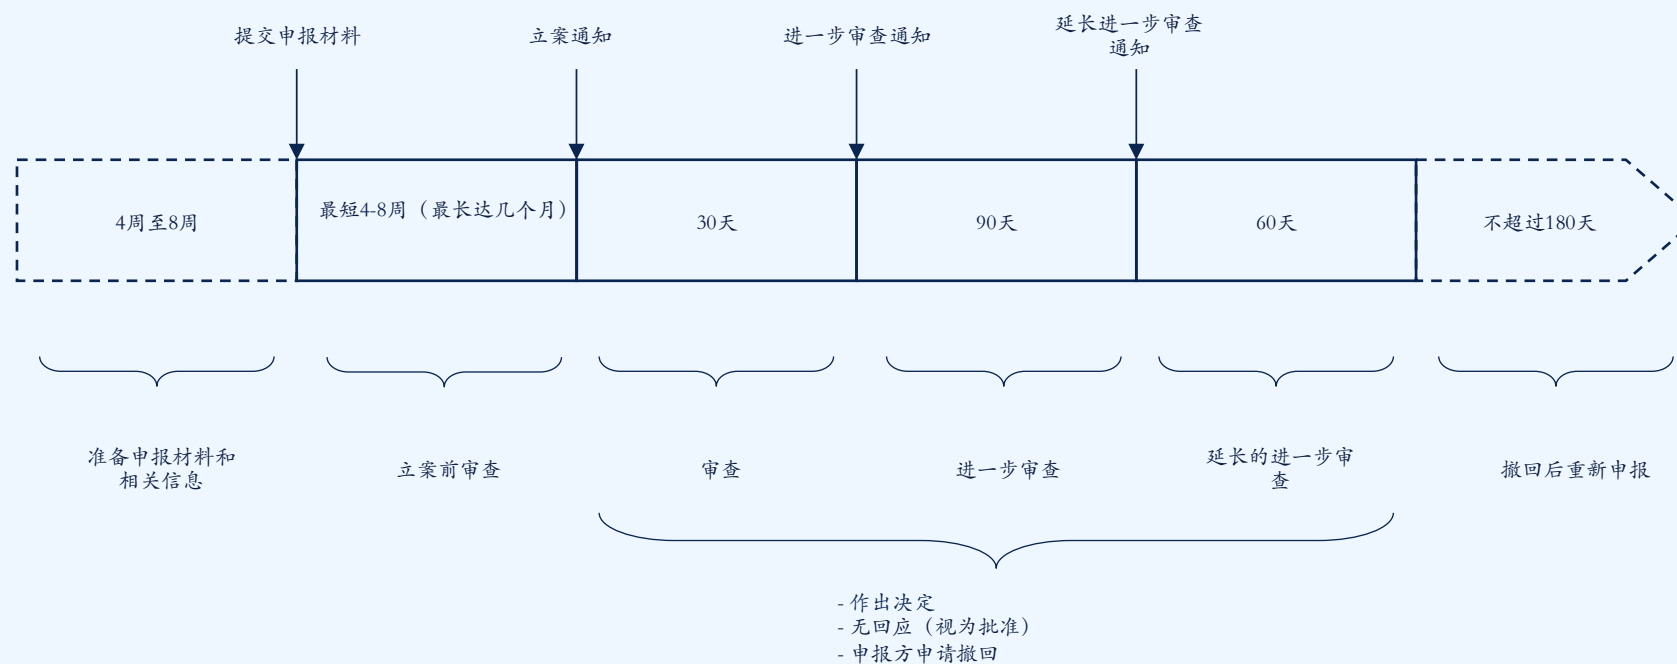 提交申报材料
立案通知
进一步审查通知
延长进一步审查
通知
4周至8周
最短4-8周（最长达几个月）
30天
90天
60天
不超过180天
准备申报材料和
相关信息
立案前审查
审查
进一步审查
延长的进一步审
查
撤回后重新申报
- 作出决定
- 无回应（视为批准）
- 申报方申请撤回